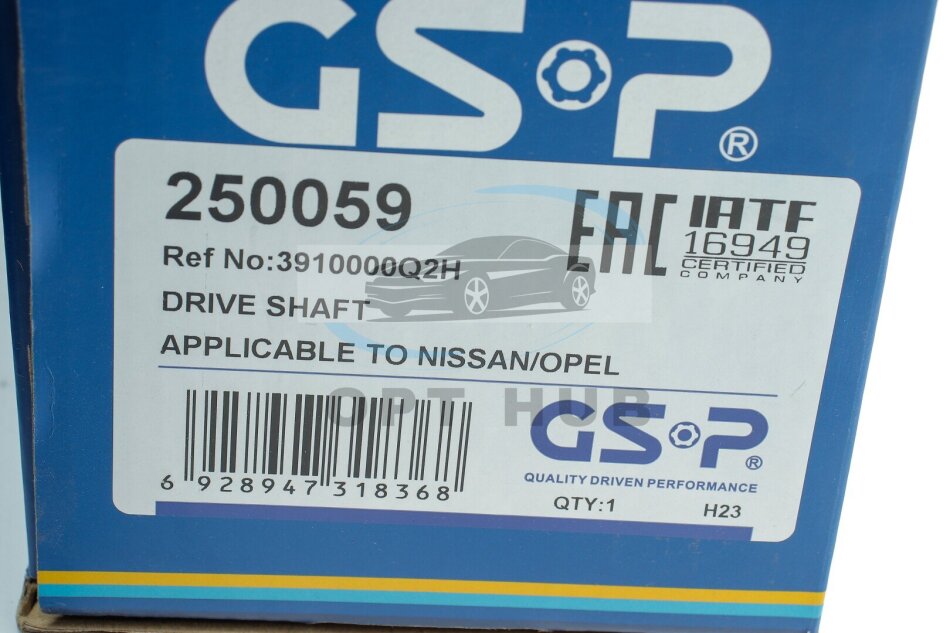 GSP®
250059
Ref No:3910000Q2H
DRIVE SHAFT
APPLICABLE TO NISSAN/OPEL
EAC
IATF
16949
CERTIFIED
COMPANY
OPT HUB
6 928947 318368
GSP®
QUALITY DRIVEN PERFORMANCE
QTY:1
H23